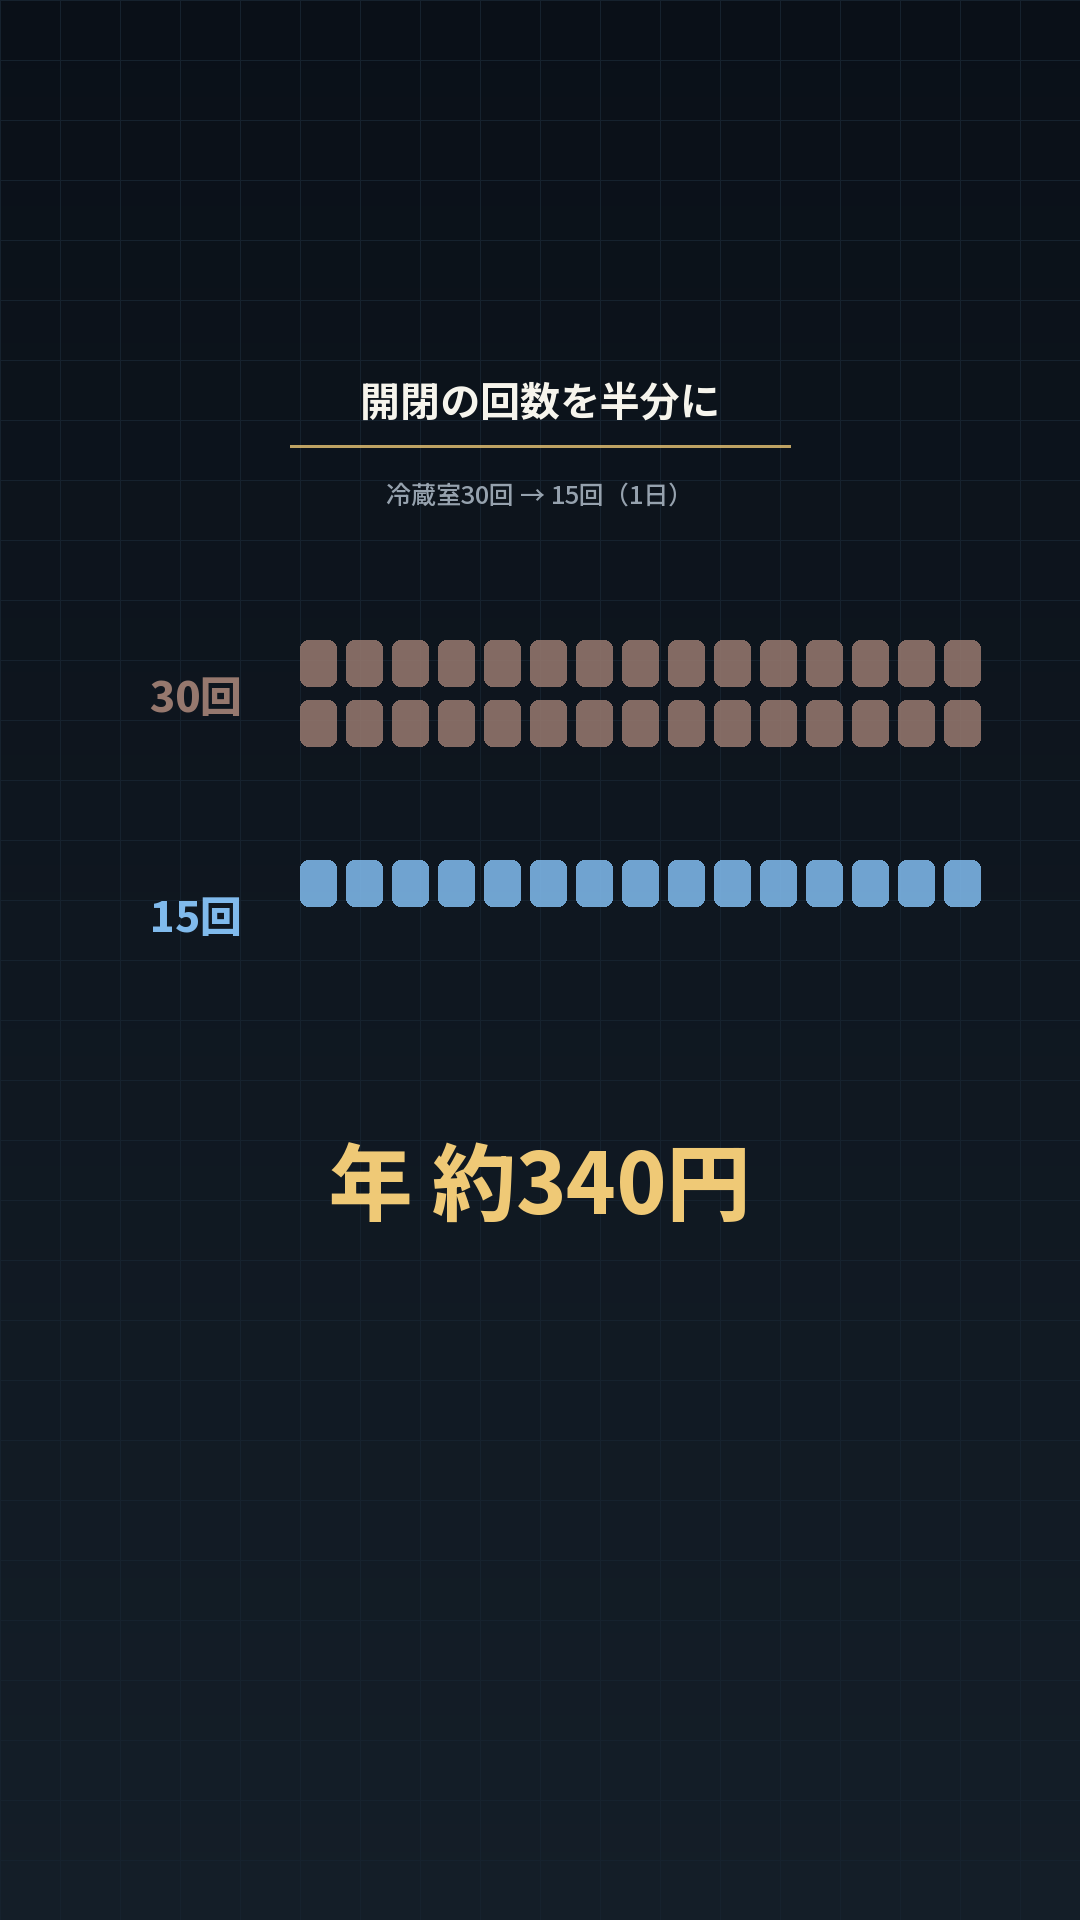 開閉の回数を半分に
冷蔵室30回 → 15回（1日）
30回
15回
年 約340円